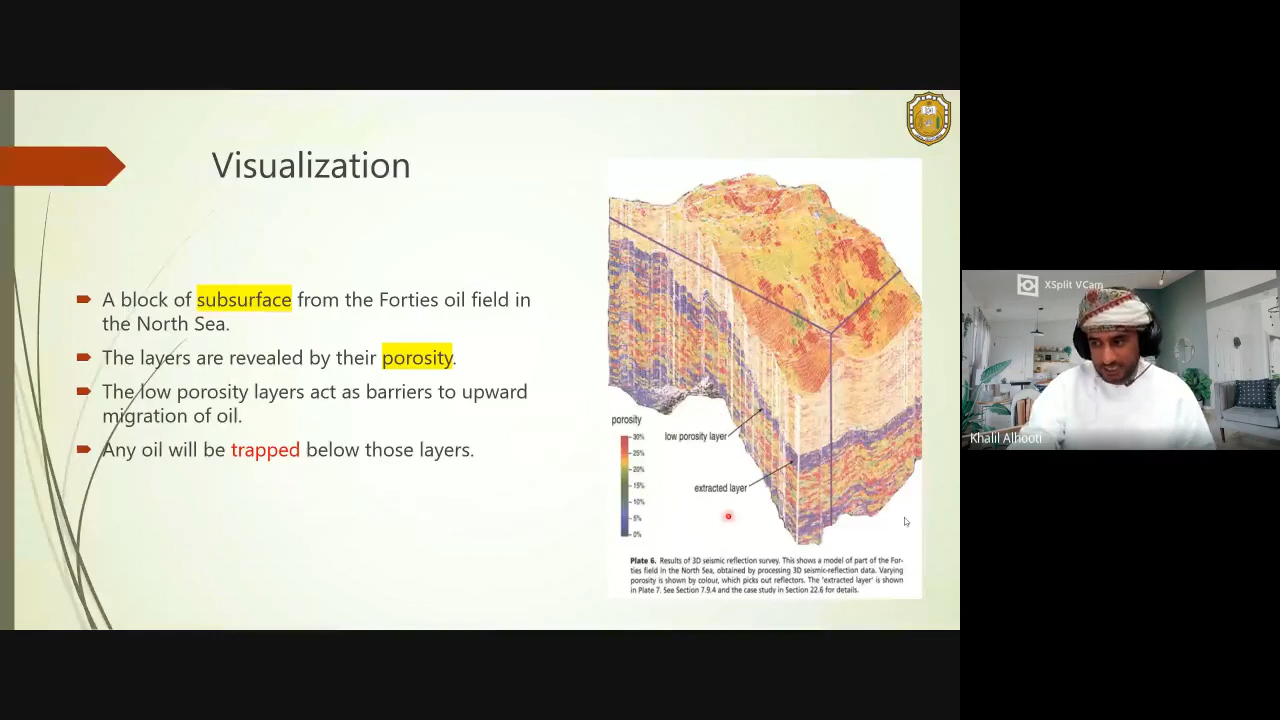 Visualization
A block of subsurface from the Forties oil field in
the North Sea.
The layers are revealed by their porosity.
The low porosity layers act as barriers to upward
migration of oil.
Any oil will be trapped below those layers.
porosity
30%
25%
20%
15%
10%
5%
0%
low porosity layer
extracted layer
Plate 6. Results of 3D seismic reflection survey. This shows a model of part of the For-
ties field in the North Sea, obtained by processing 3D seismic-reflection data. Varying
porosity is shown by colour, which picks out reflectors. The 'extracted layer' is shown
in Plate 7. See Section 7.9.4 and the case study in Section 22.6 for details.
XSplit VCam
Khalil Alhooti